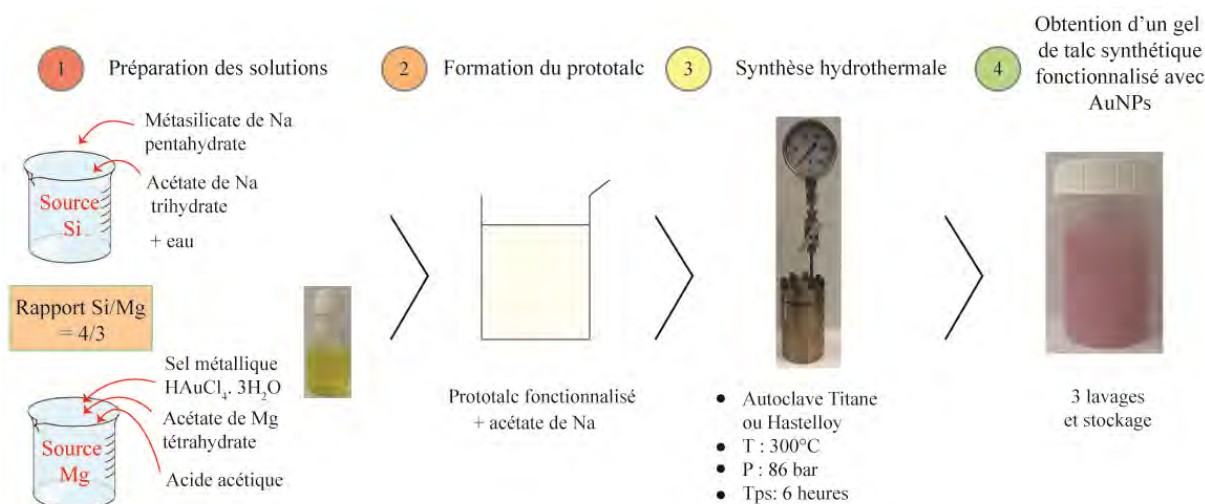 1
Préparation des solutions
Métasilicate de Na
pentahydrate
Acétate de Na
trihydrate
+ eau
Source
Si
Rapport Si/Mg
= 4/3
Sel métallique
HAuCl₄. 3H₂O
Acétate de Mg
tétrahydrate
Acide acétique
Source
Mg
2
Formation du prototalc
Prototalc fonctionnalisé
+ acétate de Na
3
Synthèse hydrothermale
● Autoclave Titane
ou Hastelloy
● T : 300°C
● P : 86 bar
● Tps: 6 heures
4
Obtention d’un gel
de talc synthétique
fonctionnalisé avec
AuNPs
3 lavages
et stockage